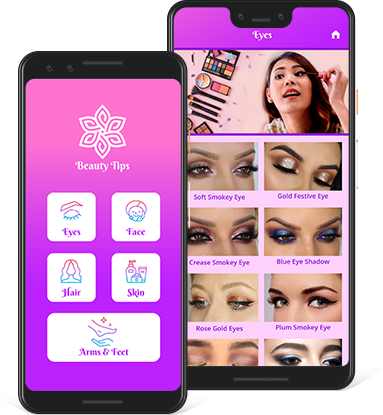 Beauty Tips
Eyes
Face
Hair
Skin
Arms & Feet
Eyes
Soft Smokey Eye
Gold Festive Eye
Crease Smokey Eye
Blue Eye Shadow
Rose Gold Eyes
Plum Smokey Eye